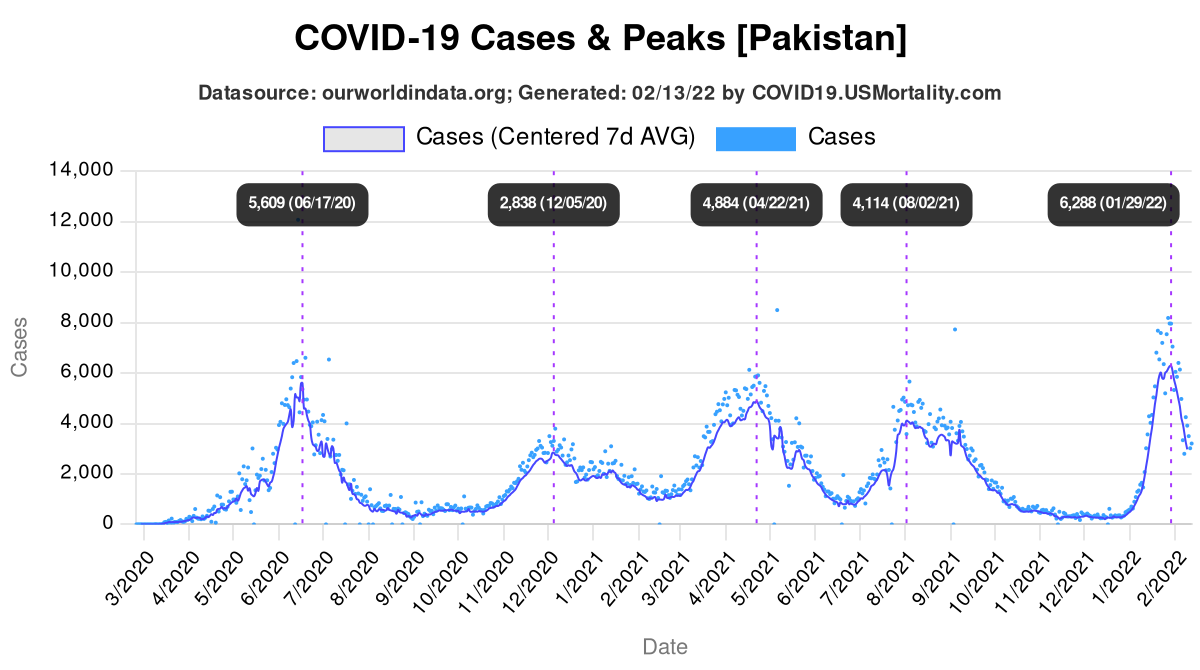 COVID-19 Cases & Peaks [Pakistan]
Datasource: ourworldindata.org; Generated: 02/13/22 by COVID19.USMortality.com
Cases (Centered 7d AVG) Cases
14,000
5,609 (06/17/20) 2,838 (12/05/20) 4,884 (04/22/21) 4,114 (08/02/21) 6,288 (01/29/22)
12,000
10,000
8,000
6,000
4,000
2,000
0
Cases
3/2020 4/2020 5/2020 6/2020 7/2020 8/2020 9/2020 10/2020 11/2020 12/2020 1/2021 2/2021 3/2021 4/2021 5/2021 6/2021 7/2021 8/2021 9/2021 10/2021 11/2021 12/2021 1/2022 2/2022
Date